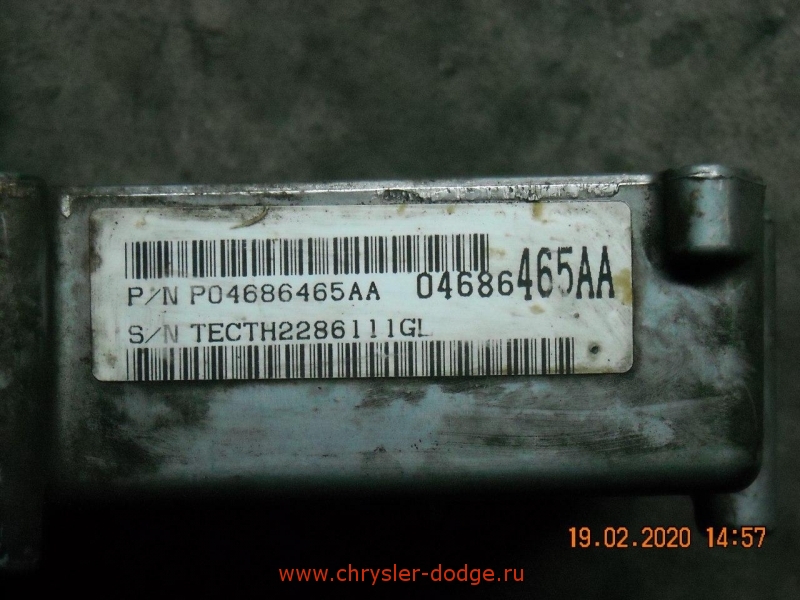 P/N P04686465AA 04686465AA
S/N TECTH2286111GL
19.02.2020 14:57
www.chrysler-dodge.ru